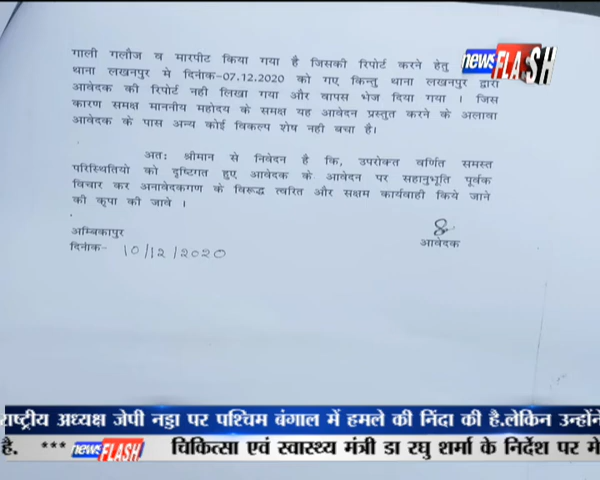 गाली गलौज व मारपीट किया गया है जिसकी रिपोर्ट करने हेतु
थाना लखनपुर मे दिनांक-07.12.2020 को गए किन्तु थाना लखनपुर द्वारा
आवेदक की रिपोर्ट नही लिखा गया और वापस भेज दिया गया । जिस
कारण समक्ष माननीय महोदय के समक्ष यह आवेदन प्रस्तुत करने के अलावा
आवेदक के पास अन्य कोई विकल्प शेष नही बचा है।
अतः श्रीमान से निवेदन है कि, उपरोक्त वर्णित समस्त
परिस्थितियो को दृष्टिगत हुए आवेदक के आवेदन पर सहानुभूति पूर्वक
विचार कर अनावेदकगण के विरूद्ध त्वरित और सक्षम कार्यवाही किये जाने
की कृपा की जावे ।
अम्बिकापुर
दिनांक- 10/12/2020
आवेदक
news FLASH
राष्ट्रीय अध्यक्ष जेपी नड्डा पर पश्चिम बंगाल में हमले की निंदा की है.लेकिन उन्होंने
है. *** news FLASH चिकित्सा एवं स्वास्थ्य मंत्री डा रघु शर्मा के निर्देश पर मे